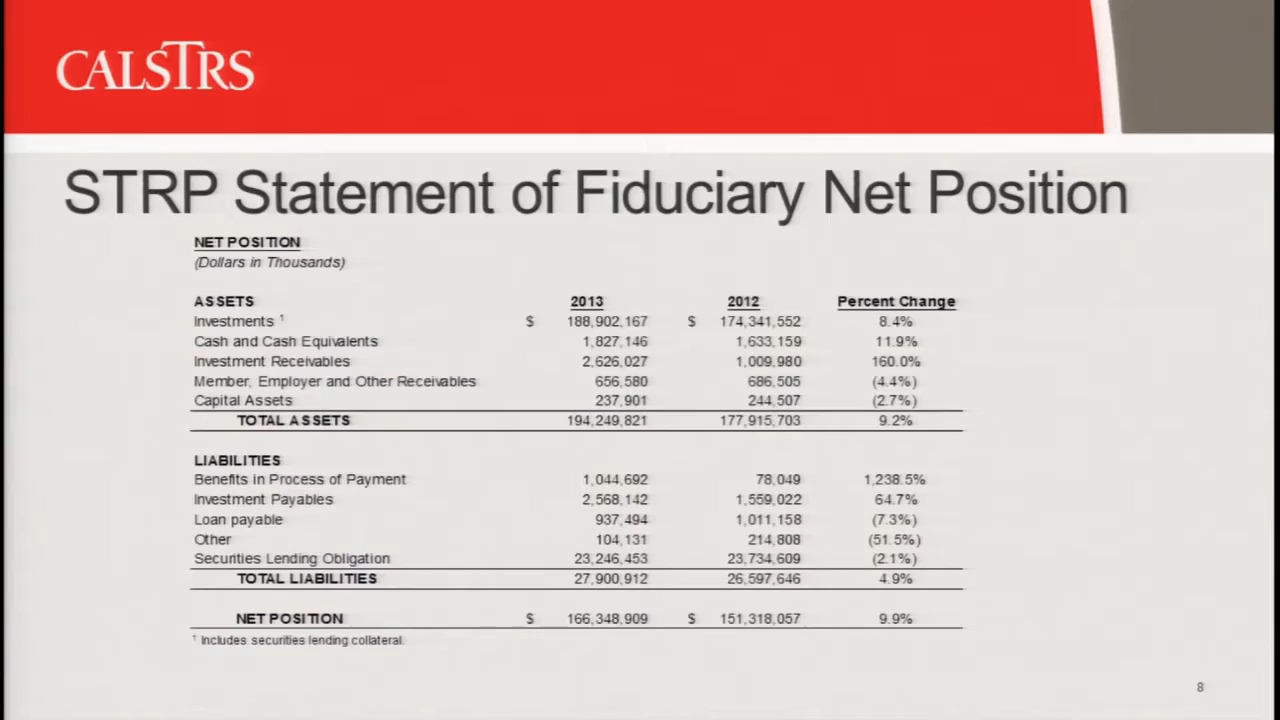 CALSTRS
STRP Statement of Fiduciary Net Position
NET POSITION
(Dollars in Thousands)
ASSETS 2013 2012 Percent Change
Investments ¹ $ 188,902,167 $ 174,341,552 8.4%
Cash and Cash Equivalents 1,827,146 1,633,159 11.9%
Investment Receivables 2,626,027 1,009,980 160.0%
Member, Employer and Other Receivables 656,580 686,505 (4.4%)
Capital Assets 237,901 244,507 (2.7%)
TOTAL ASSETS 194,249,821 177,915,703 9.2%
LIABILITIES
Benefits in Process of Payment 1,044,692 78,049 1,238.5%
Investment Payables 2,568,142 1,559,022 64.7%
Loan payable 937,494 1,011,158 (7.3%)
Other 104,131 214,808 (51.5%)
Securities Lending Obligation 23,246,453 23,734,609 (2.1%)
TOTAL LIABILITIES 27,900,912 26,597,646 4.9%
NET POSITION $ 166,348,909 $ 151,318,057 9.9%
¹ Includes securities lending collateral.
8